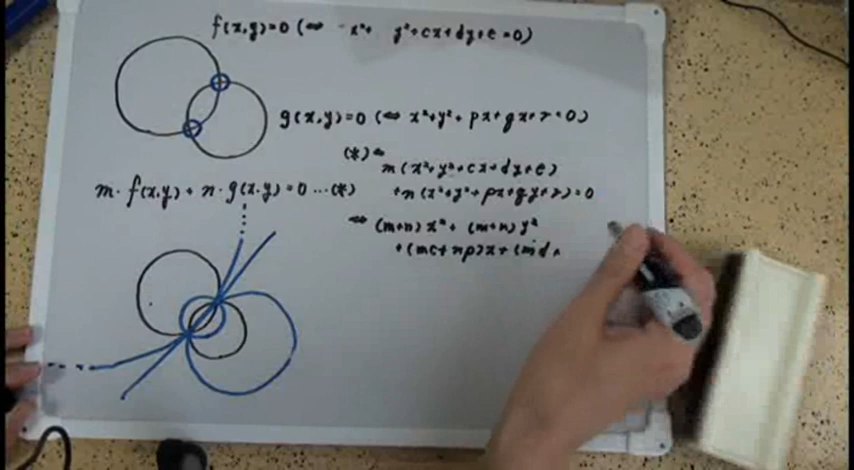 f(x,y)=0 (⇔ x²+ y²+cx+dy+e=0)
g(x,y)=0 (⇔ x²+y²+px+qx+r=0)
(*)⇔
m(x²+y²+cx+dy+e)
m·f(x,y)+n·g(x,y)=0 …(*)
+n(x²+y²+px+qy+r)=0
⇔ (m+n)x²+(m+n)y²
+(mc+np)x+(md+